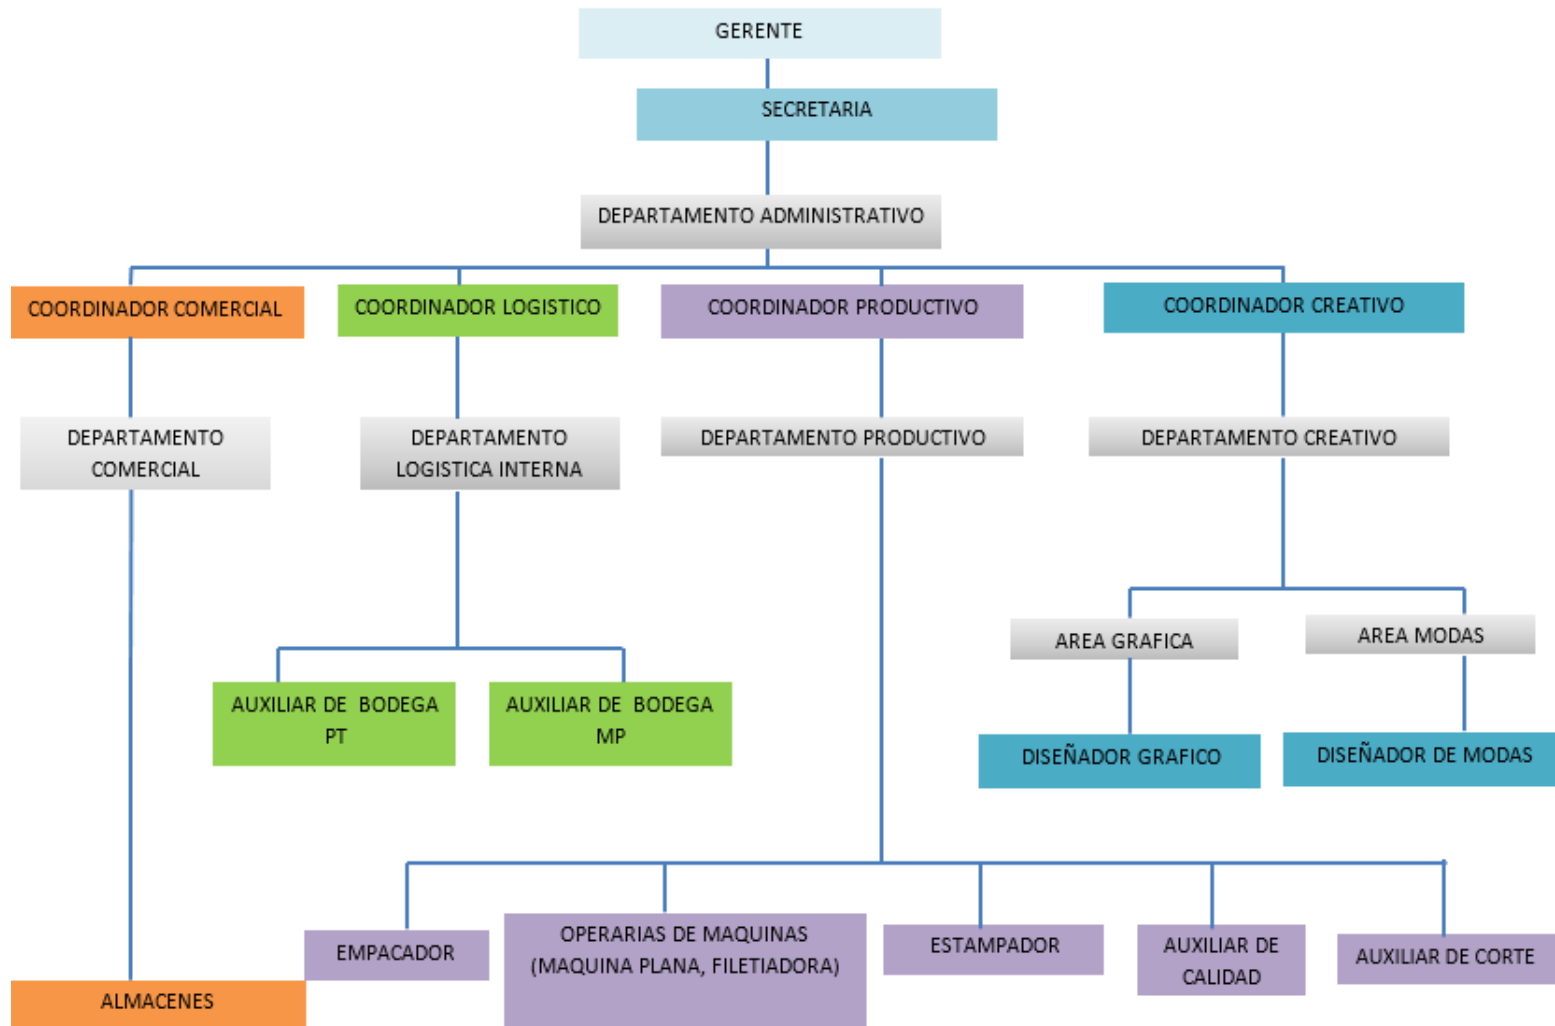 GERENTE
SECRETARIA
DEPARTAMENTO ADMINISTRATIVO
COORDINADOR COMERCIAL
COORDINADOR LOGISTICO
COORDINADOR PRODUCTIVO
COORDINADOR CREATIVO
DEPARTAMENTO
COMERCIAL
DEPARTAMENTO
LOGISTICA INTERNA
DEPARTAMENTO PRODUCTIVO
DEPARTAMENTO CREATIVO
AREA GRAFICA
AREA MODAS
AUXILIAR DE BODEGA
PT
AUXILIAR DE BODEGA
MP
DISEÑADOR GRAFICO
DISEÑADOR DE MODAS
EMPACADOR
OPERARIAS DE MAQUINAS
(MAQUINA PLANA, FILETIADORA)
ESTAMPADOR
AUXILIAR DE
CALIDAD
AUXILIAR DE CORTE
ALMACENES